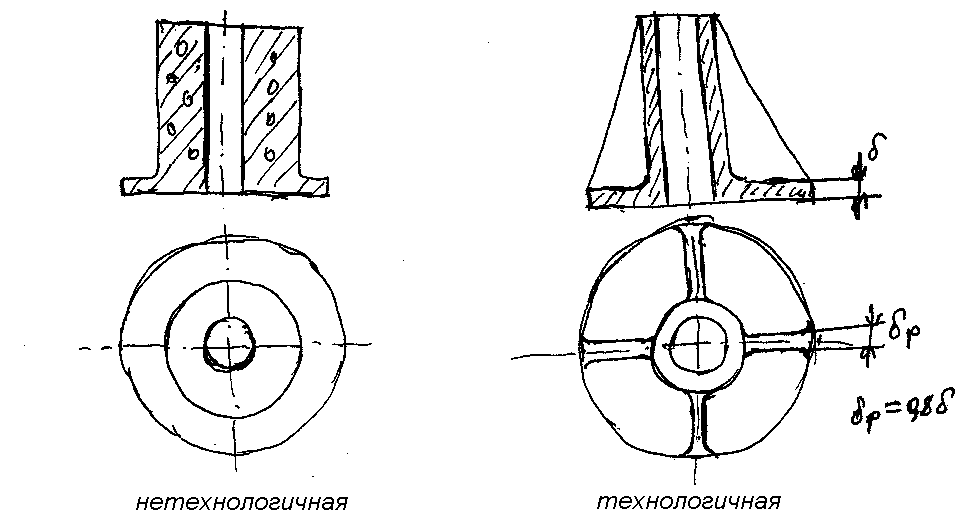 δ
δр
δр = 0,8δ
нетехнологичная
технологичная